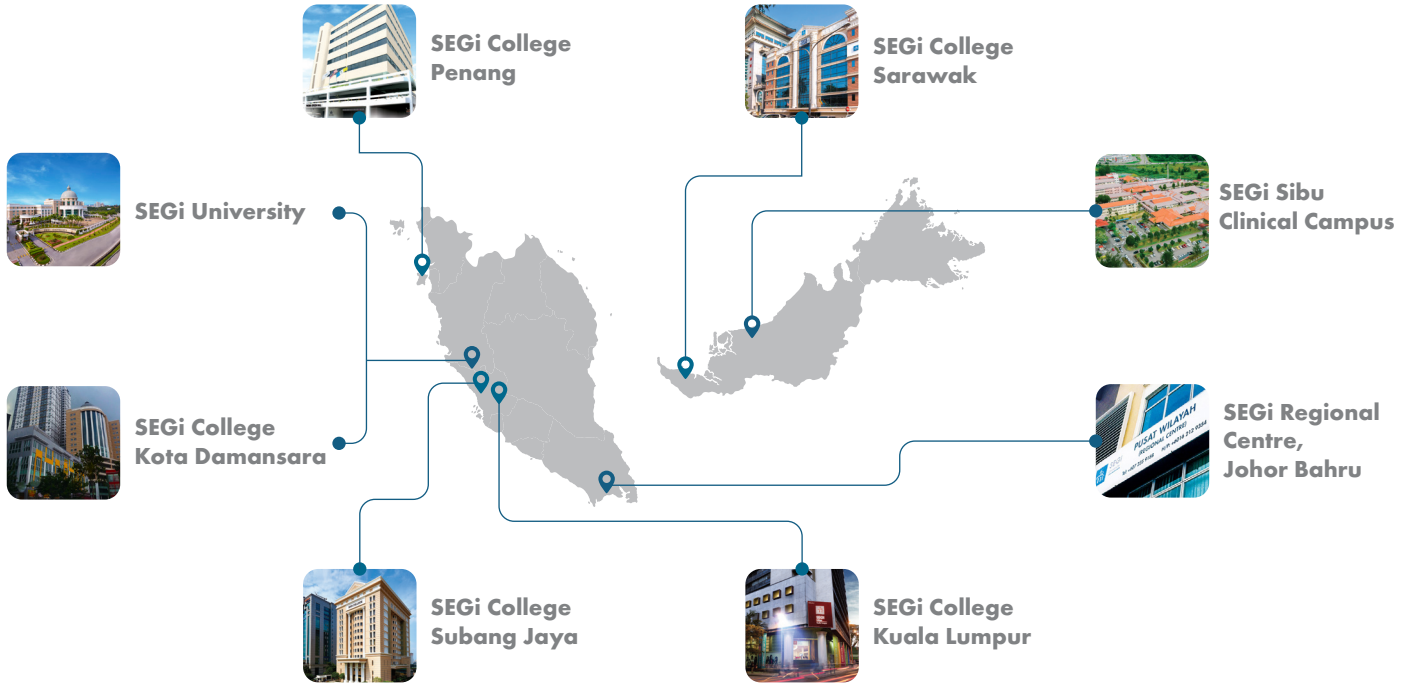 SEGi College
Penang
SEGi College
Sarawak
SEGi University
SEGi Sibu
Clinical Campus
SEGi College
Kota Damansara
SEGi Regional
Centre,
Johor Bahru
PUSAT WILAYAH
(REGIONAL CENTRE)
SEGi College
Subang Jaya
SEGi College
Kuala Lumpur